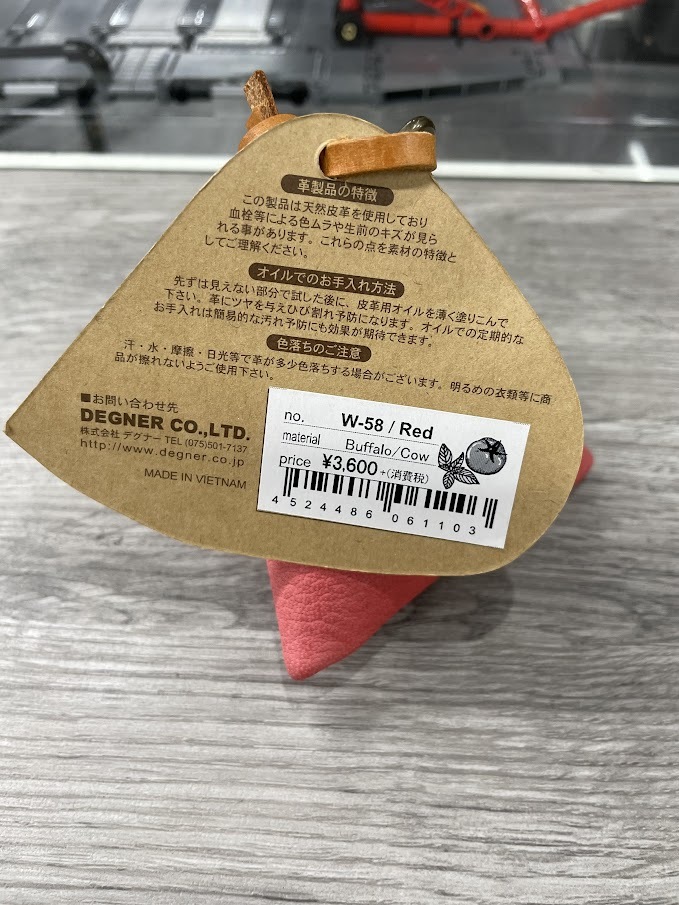 革製品の特徴
この製品は天然皮革を使用しており
血栓等による色ムラや生前のキズが見ら
れる事があります。これらの点を素材の特徴と
してご理解ください。
オイルでのお手入れ方法
先ずは見えない部分で試した後に、皮革用オイルを薄く塗りこんで
下さい。革にツヤを与えひび割れ予防になります。オイルでの定期的な
お手入れは簡易的な汚れ予防にも効果が期待できます。
色落ちのご注意
汗・水・摩擦・日光等で革が多少色落ちする場合がございます。明るめの衣類等に商
品が擦れないようご使用下さい。
■お問い合わせ先
DEGNER CO.,LTD.
株式会社 デグナー TEL (075)501-7137
http://www.degner.co.jp
MADE IN VIETNAM
no. W-58 / Red
material Buffalo/Cow
price ¥3,600 +(消費税)
4 524486 061103